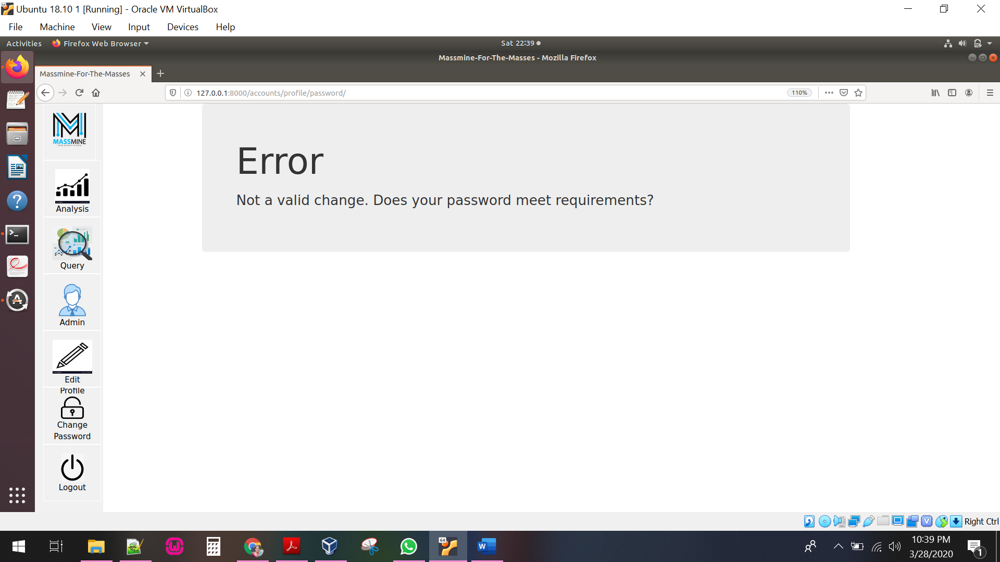 Ubuntu 18.10 1 [Running] - Oracle VM VirtualBox
File Machine View Input Devices Help
Activities Firefox Web Browser Sat 22:39
Massmine-For-The-Masses - Mozilla Firefox
Massmine-For-The-Masses
127.0.0.1:8000/accounts/profile/password/ 110%
MASSMINE
Error
Not a valid change. Does your password meet requirements?
Analysis
Query
Admin
Edit
Profile
Change
Password
Logout
Right Ctrl
64
W
10:39 PM
3/28/2020
1